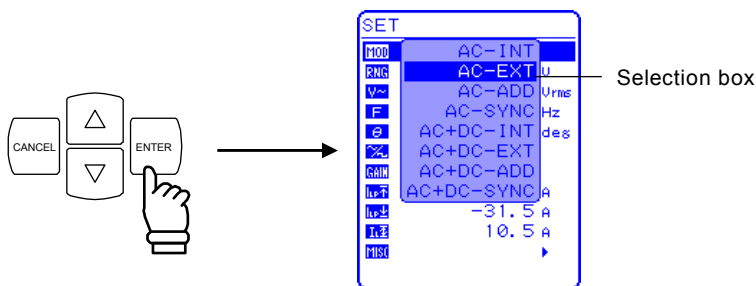 SET
MOD AC-INT
RNG AC-EXT V
V~ AC-ADD Vrms
F AC-SYNC Hz
θ AC+DC-INT deg
AC+DC-EXT
GAIN AC+DC-ADD
AC+DC-SYNC A
-31.5 A
10.5 A
MISC
Selection box
CANCEL
ENTER